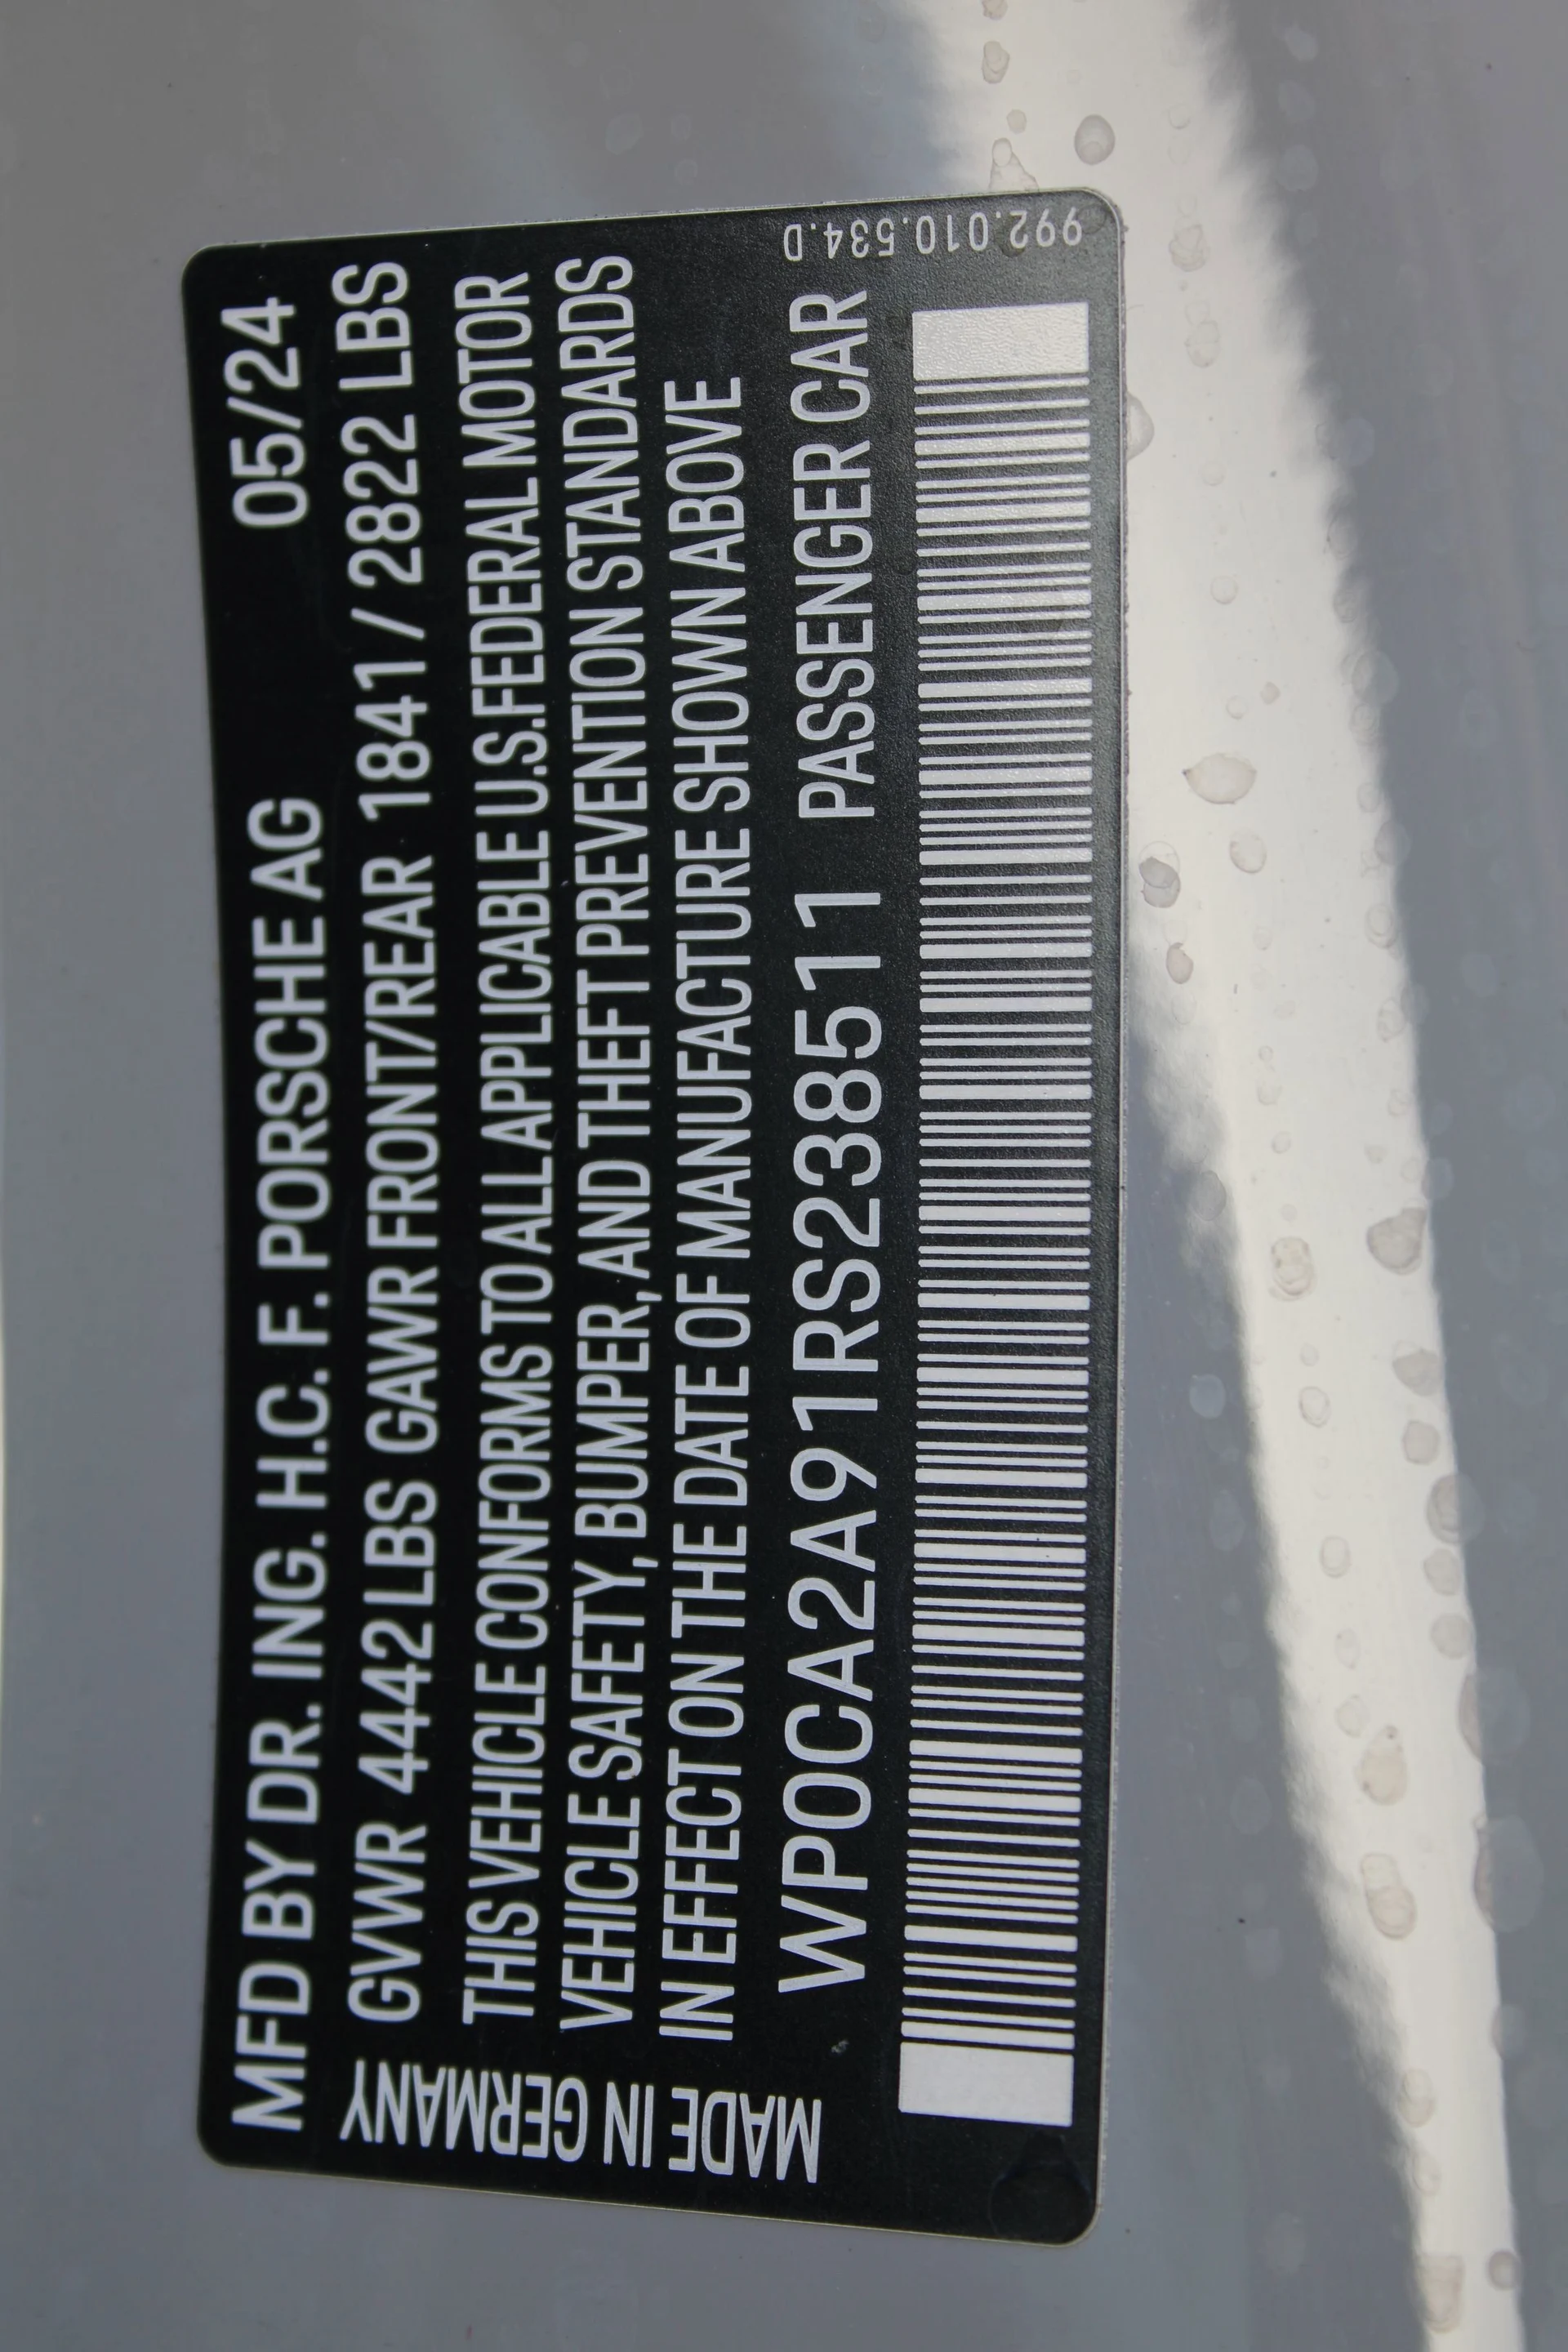 MFD BY DR. ING. H.C. F. PORSCHE AG 05/24
GVWR 4442 LBS GAWR FRONT/REAR 1841 / 2822 LBS
THIS VEHICLE CONFORMS TO ALL APPLICABLE U.S.FEDERAL MOTOR
VEHICLE SAFETY, BUMPER, AND THEFT PREVENTION STANDARDS
IN EFFECT ON THE DATE OF MANUFACTURE SHOWN ABOVE
WP0CA2A91RS238511 PASSENGER CAR
MADE IN GERMANY
992.010.534.D